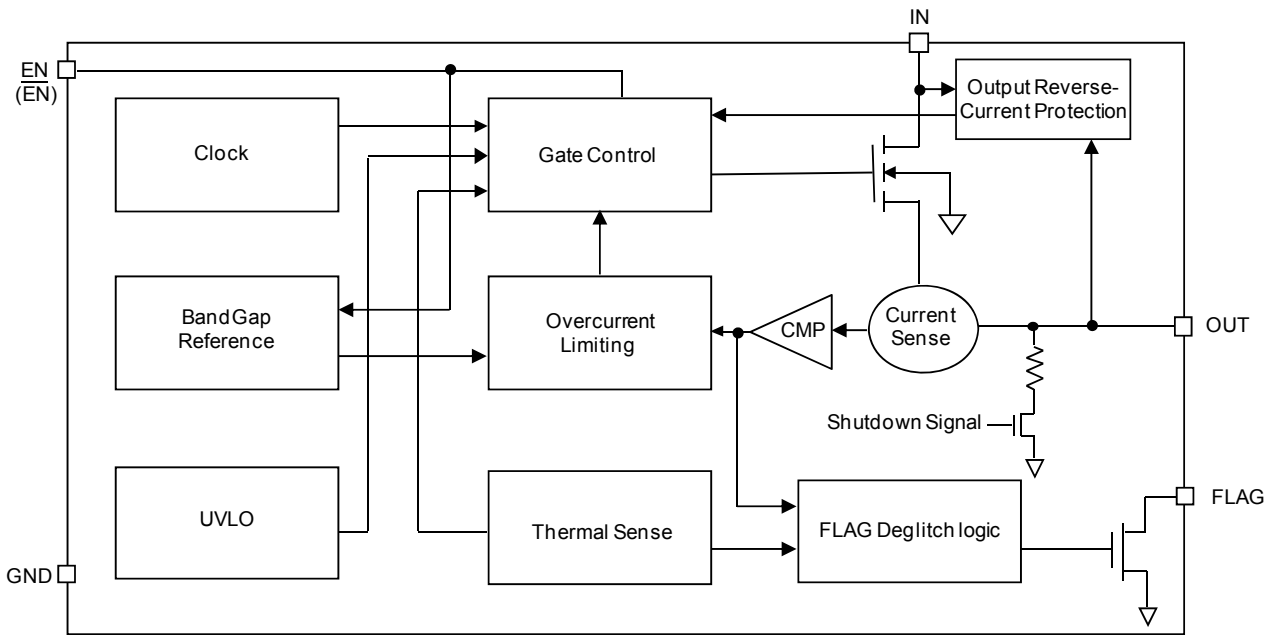 IN
EN
(EN)
Output Reverse-
Current Protection
Clock
Gate Control
Band Gap
Reference
Overcurrent
Limiting
CMP
Current
Sense
OUT
Shutdown Signal
UVLO
Thermal Sense
FLAG Deglitch logic
FLAG
GND